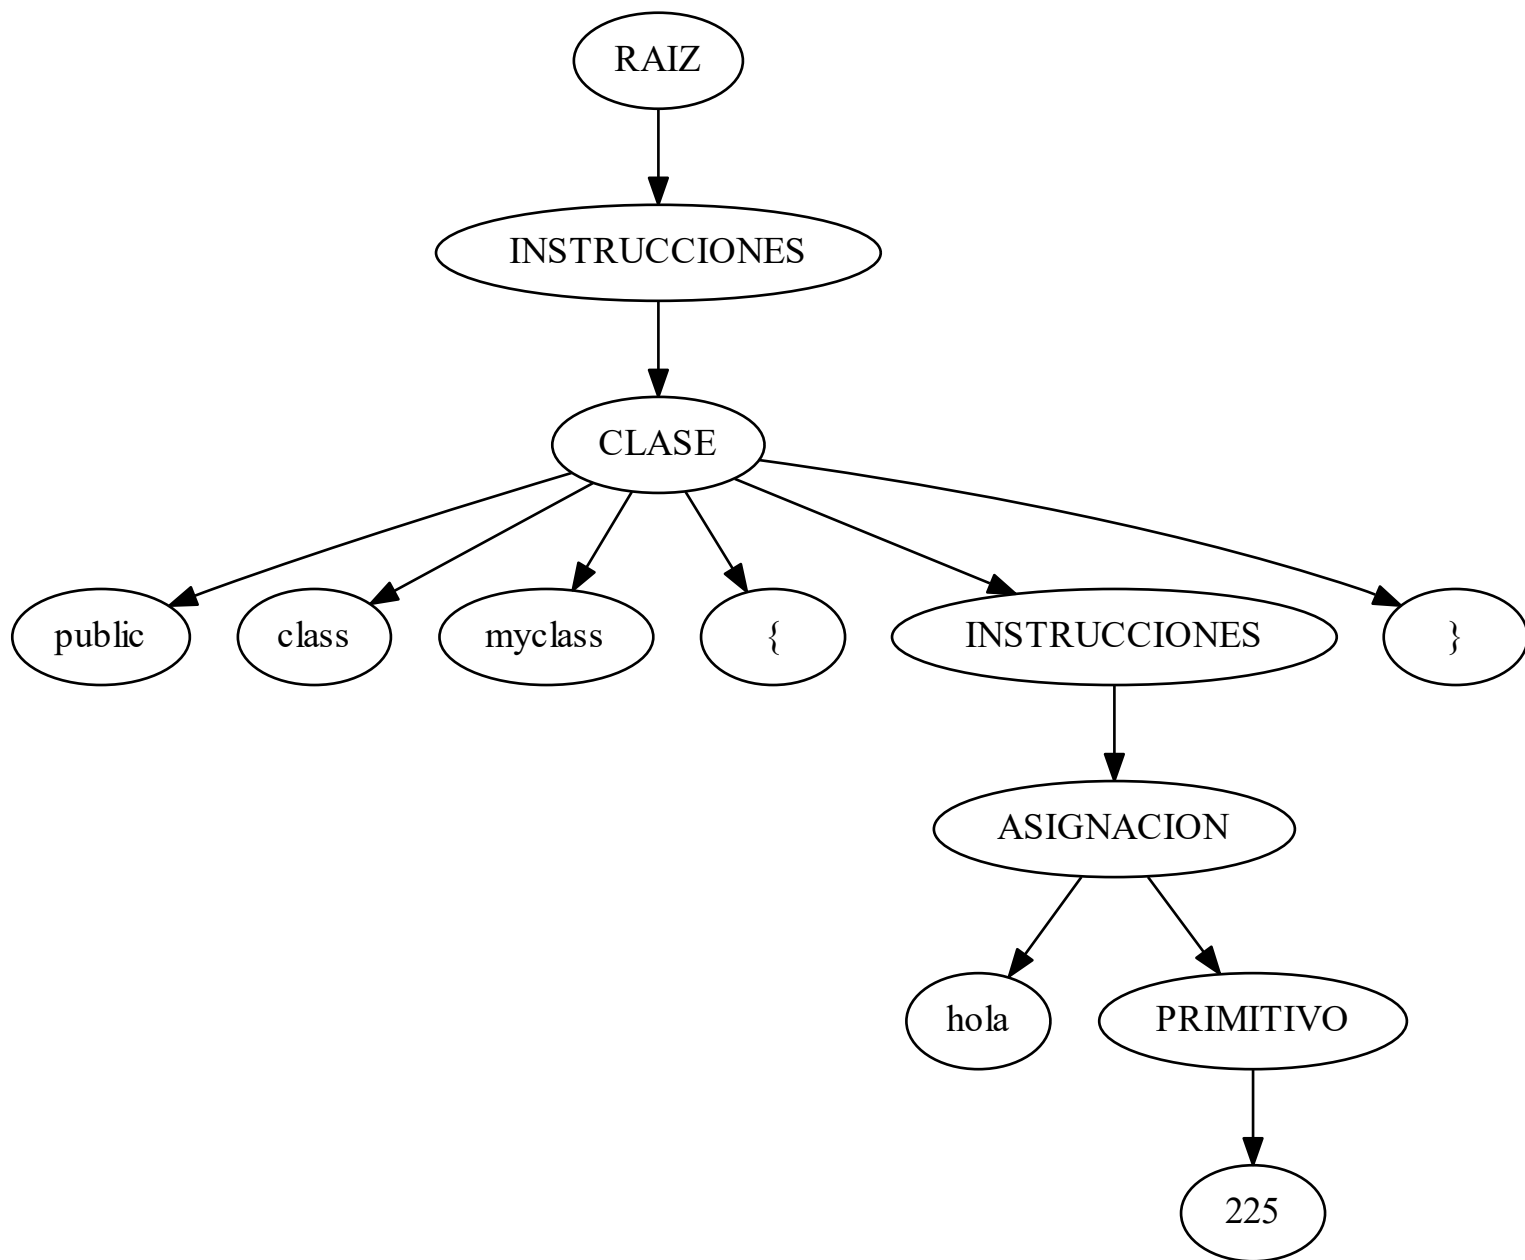 RAIZ
INSTRUCCIONES
CLASE
public class myclass { INSTRUCCIONES }
ASIGNACION
hola PRIMITIVO
225